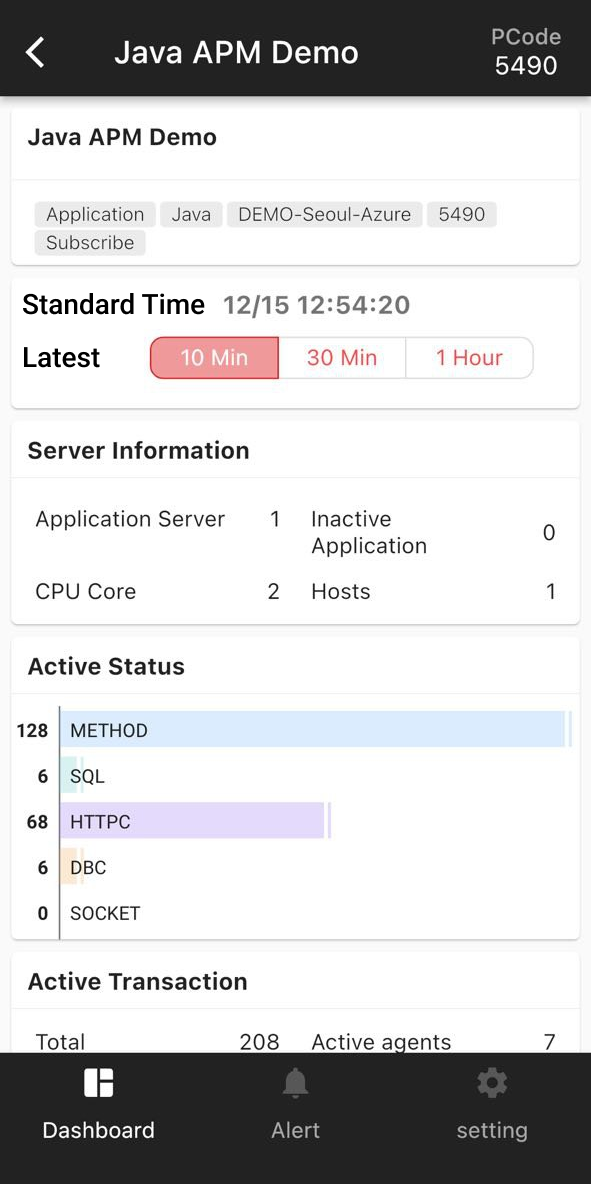 Java APM Demo
PCode
5490
Java APM Demo
Application Java DEMO-Seoul-Azure 5490
Subscribe
Standard Time 12/15 12:54:20
Latest 10 Min 30 Min 1 Hour
Server Information
Application Server 1 Inactive Application 0
CPU Core 2 Hosts 1
Active Status
128 METHOD
6 SQL
68 HTTPC
6 DBC
0 SOCKET
Active Transaction
Total 208 Active agents 7
Dashboard Alert setting